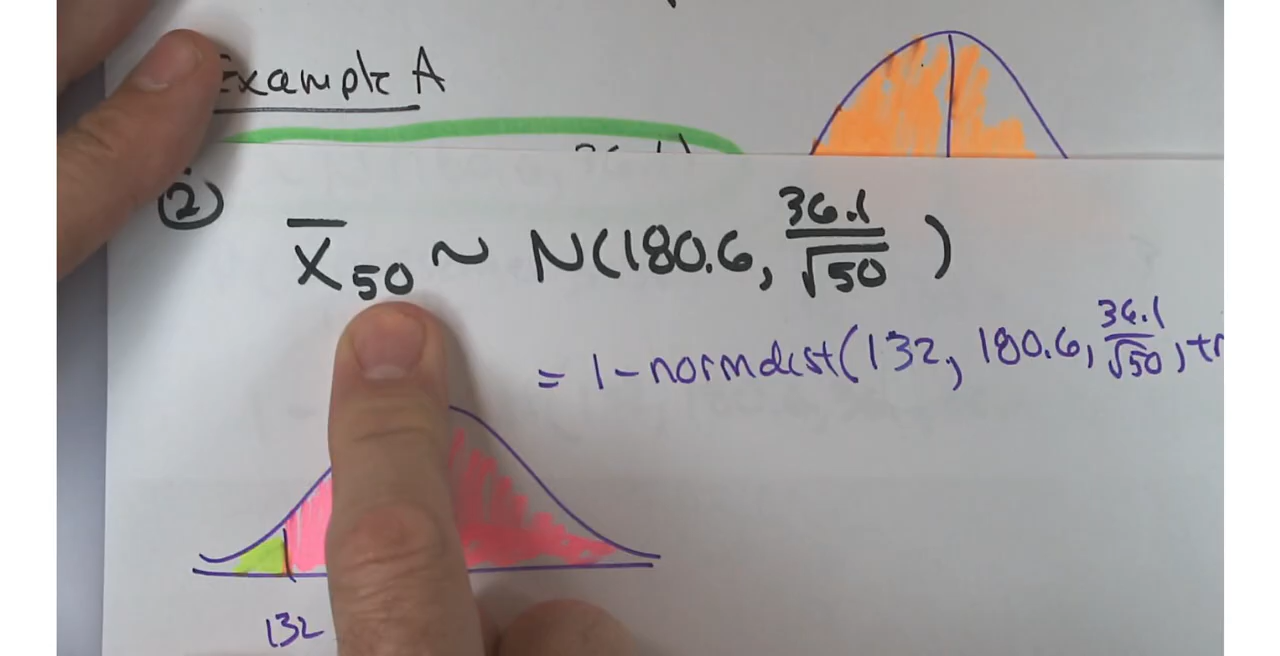 Example A
②
X̄₅₀ ~ N(180.6, 36.1/√50)
= 1-normdist(132, 180.6, 36.1/√50, tr
132